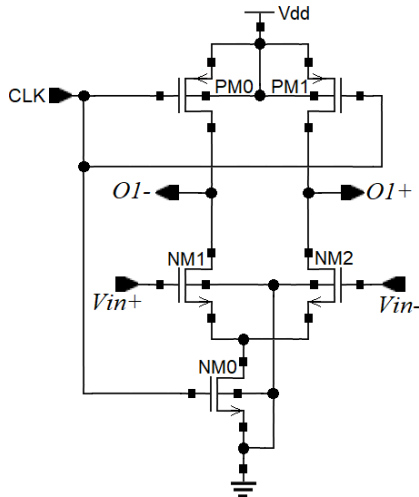 Vdd
PM0 PM1
CLK
O1- O1+
NM1 NM2
Vin+ Vin-
NM0